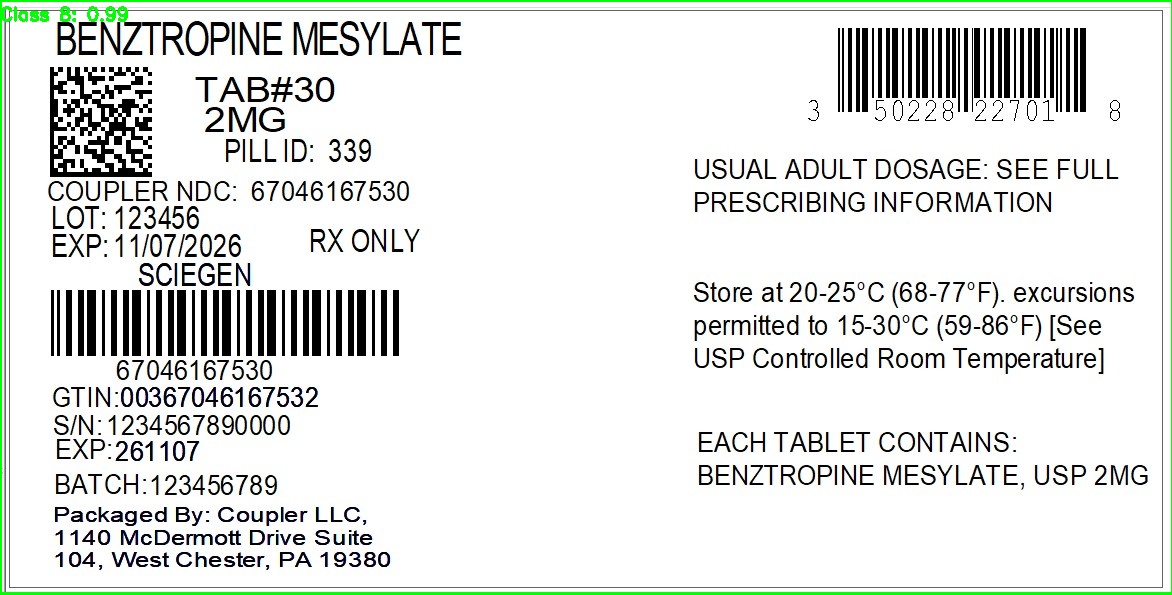 Class 8: 0.99
BENZTROPINE MESYLATE
TAB#30
2MG
PILL ID: 339
COUPLER NDC: 67046167530
LOT: 123456
EXP: 11/07/2026
RX ONLY
SCIEGEN
67046167530
GTIN:00367046167532
S/N: 1234567890000
EXP: 261107
BATCH: 123456789
Packaged By: Coupler LLC,
1140 McDermott Drive Suite
104, West Chester, PA 19380
3 50228 22701 8
USUAL ADULT DOSAGE: SEE FULL
PRESCRIBING INFORMATION
Store at 20-25°C (68-77°F). excursions
permitted to 15-30°C (59-86°F) [See
USP Controlled Room Temperature]
EACH TABLET CONTAINS:
BENZTROPINE MESYLATE, USP 2MG